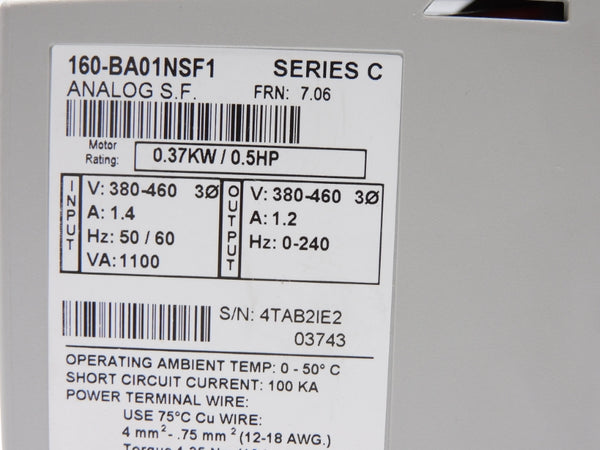 160-BA01NSF1 SERIES C
ANALOG S.F. FRN: 7.06
Motor Rating: 0.37KW / 0.5HP
INPUT
V: 380-460 3Ø
A: 1.4
Hz: 50 / 60
VA: 1100
OUTPUT
V: 380-460 3Ø
A: 1.2
Hz: 0-240
S/N: 4TAB2IE2
03743
OPERATING AMBIENT TEMP: 0 - 50° C
SHORT CIRCUIT CURRENT: 100 KA
POWER TERMINAL WIRE:
USE 75°C Cu WIRE:
4 mm²- .75 mm² (12-18 AWG.)